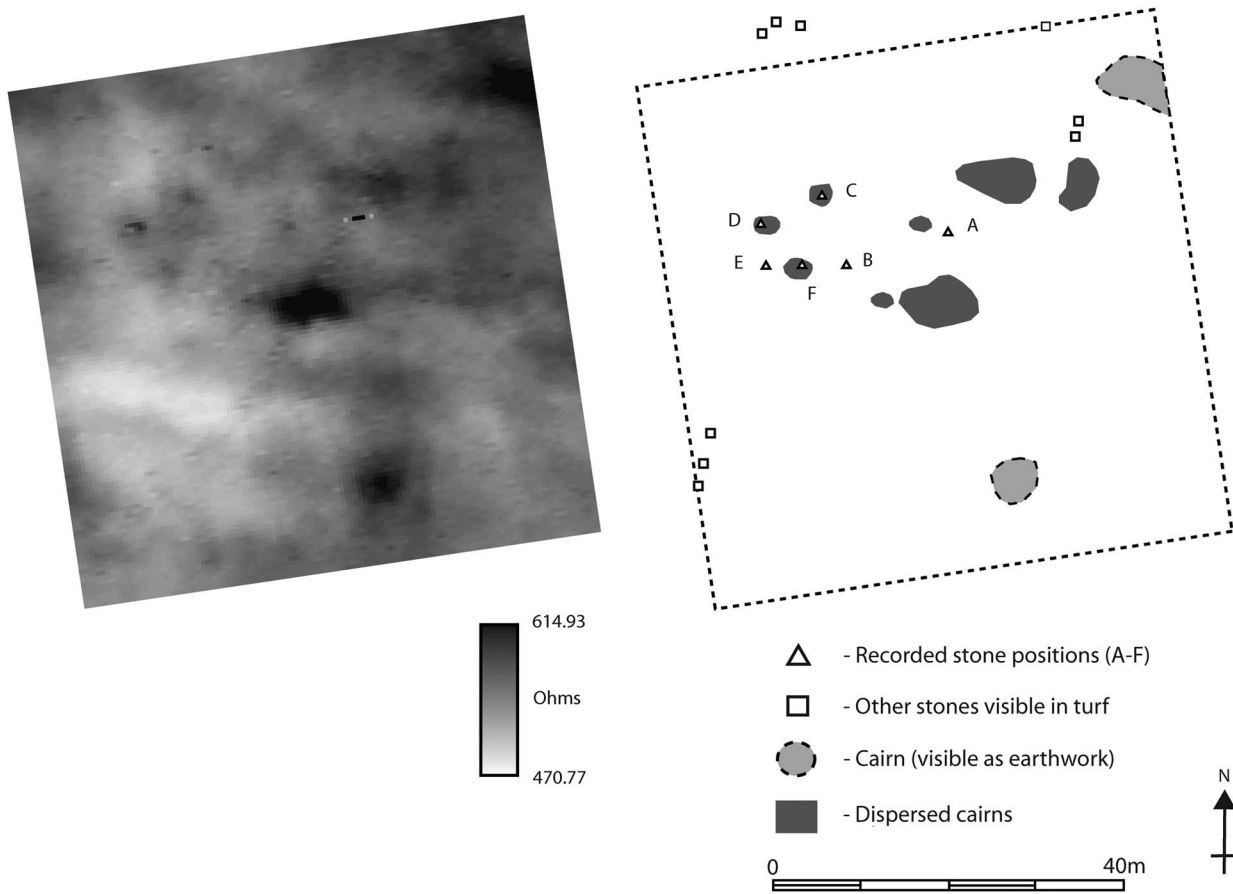 C
D
A
E
B
F
614.93
Ohms
470.77
- Recorded stone positions (A-F)
- Other stones visible in turf
- Cairn (visible as earthwork)
- Dispersed cairns
N
0
40m